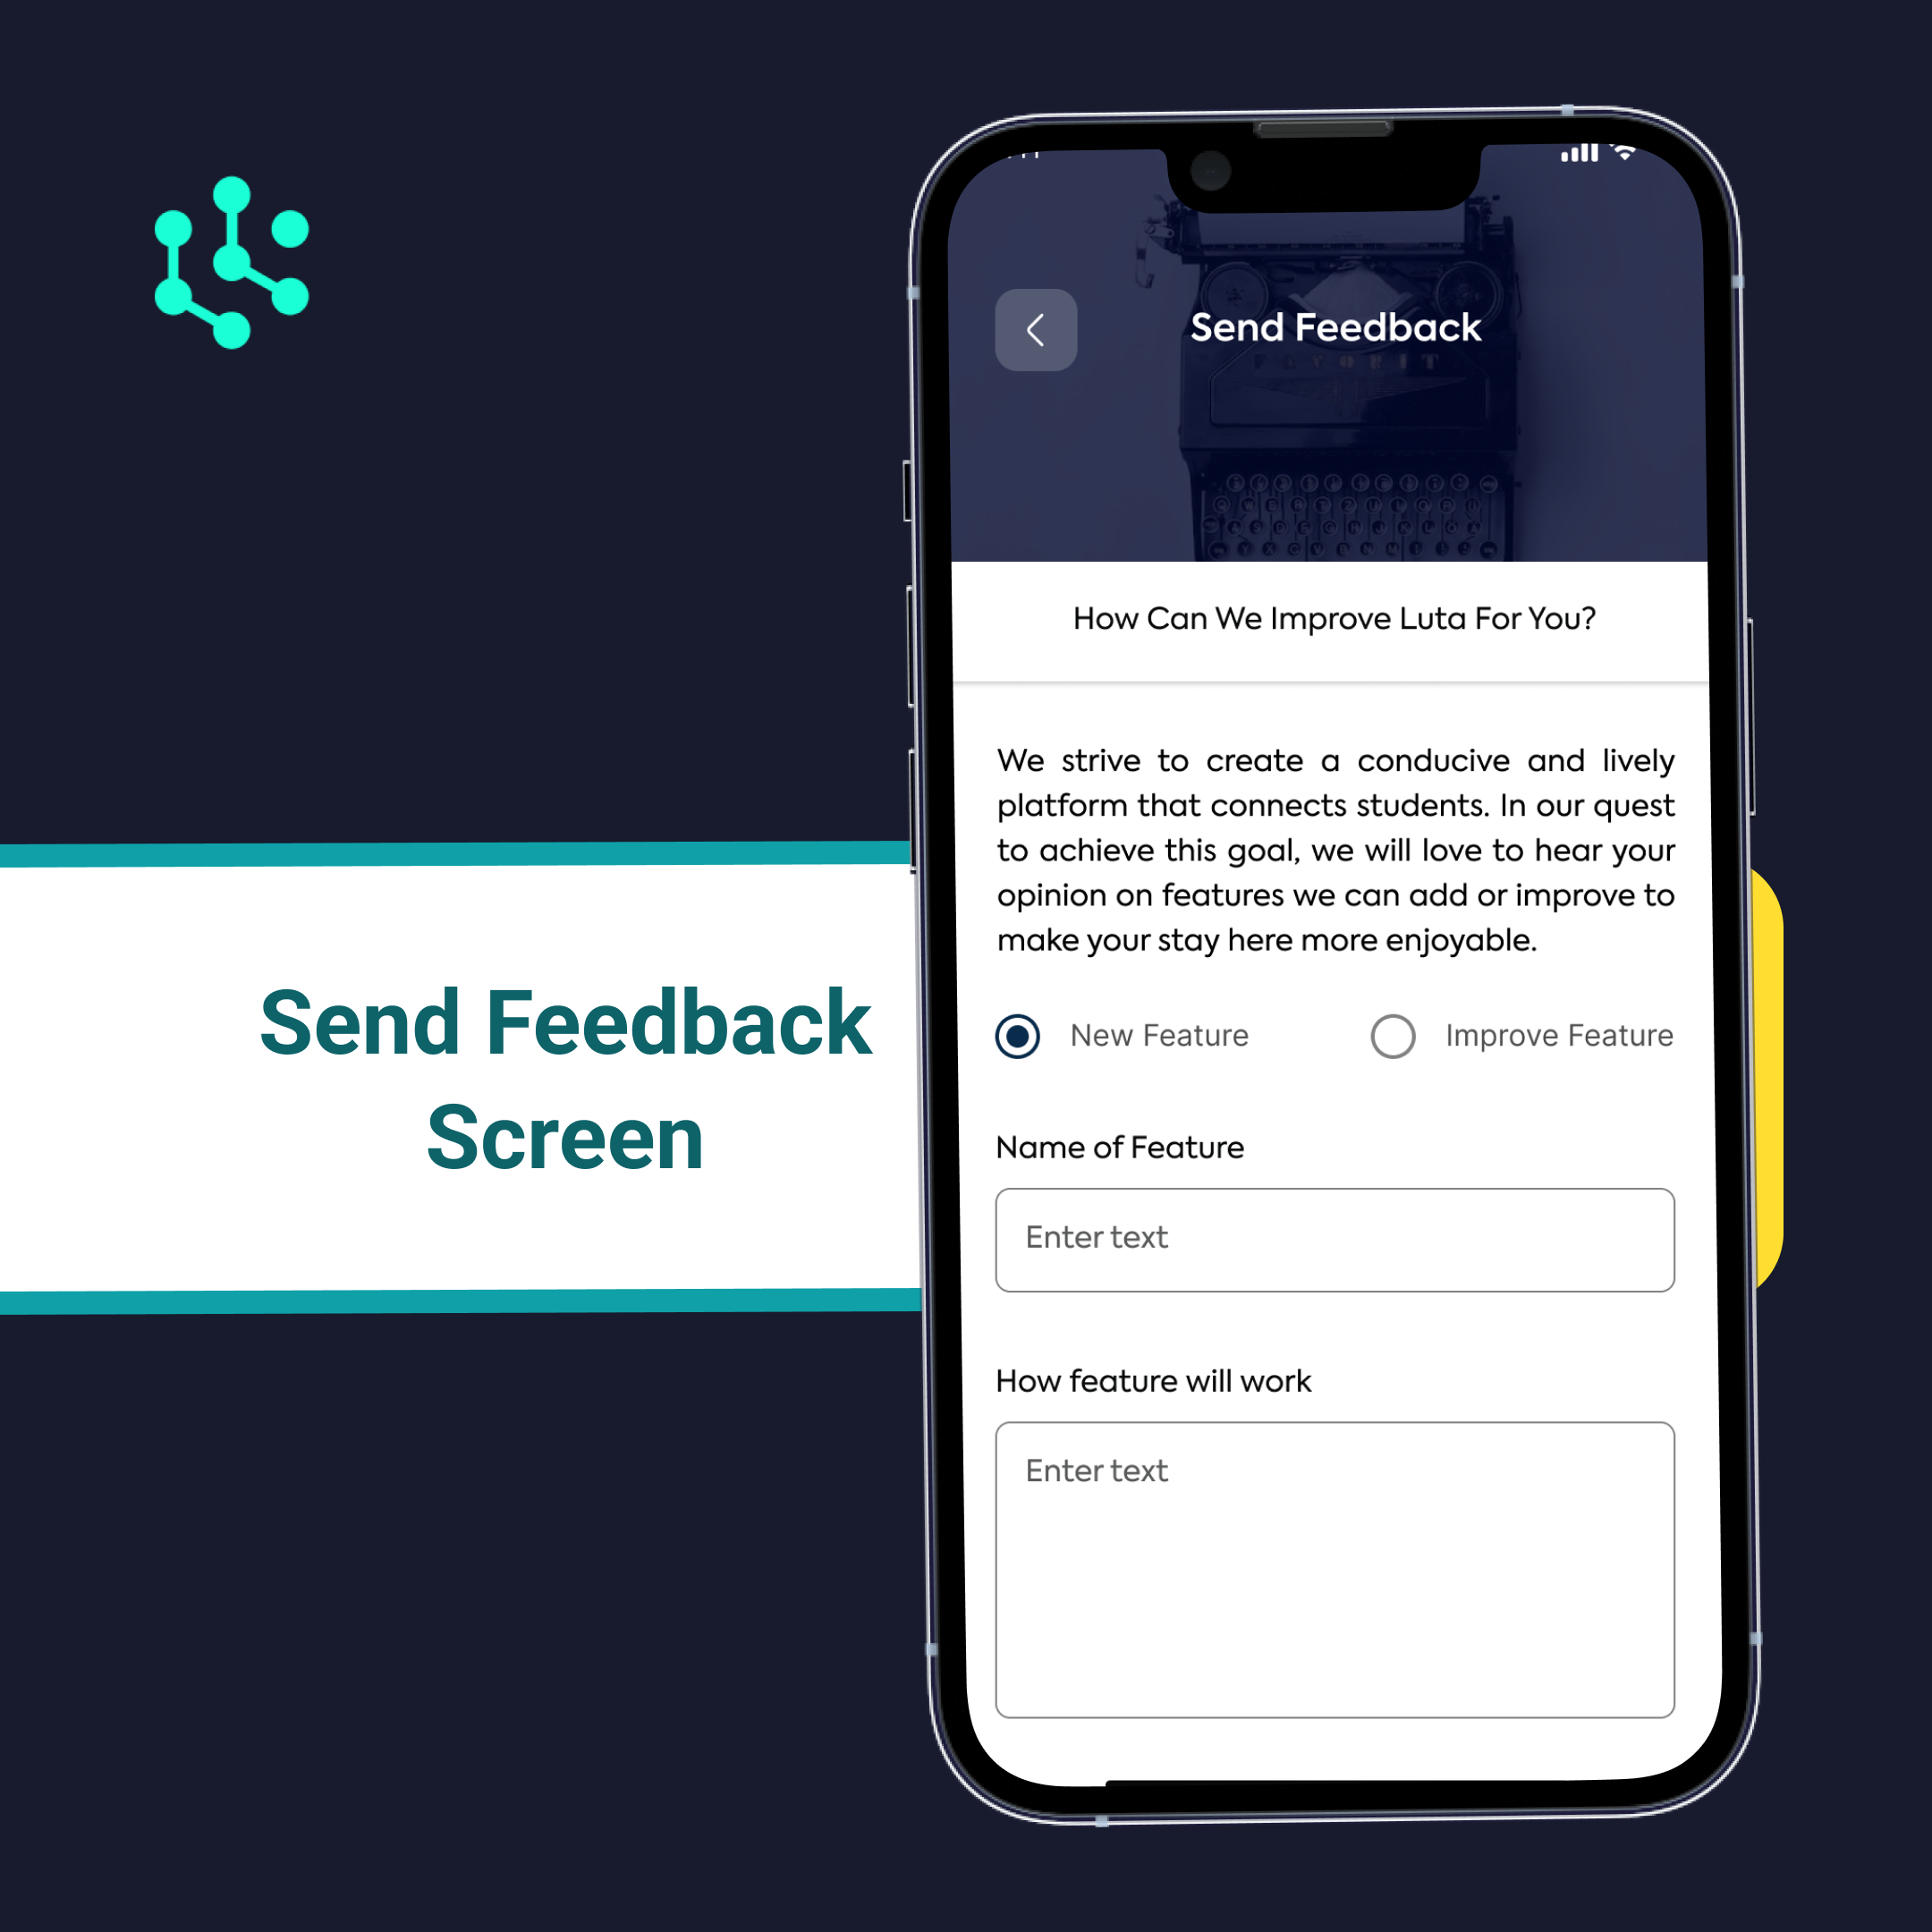 Send Feedback
FAVORIT
How Can We Improve Luta For You?
We strive to create a conducive and lively
platform that connects students. In our quest
to achieve this goal, we will love to hear your
opinion on features we can add or improve to
make your stay here more enjoyable.
New Feature
Improve Feature
Name of Feature
Enter text
How feature will work
Enter text
Send Feedback
Screen